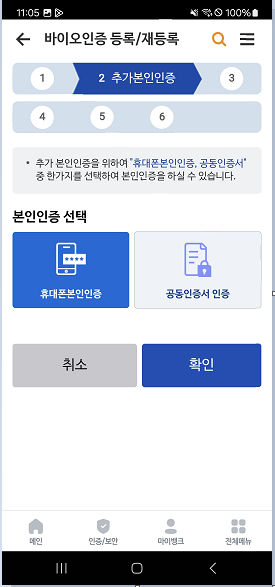 11:05 100%
바이오인증 등록/재등록
1 2 추가본인인증 3
4 5 6
• 추가 본인인증을 위하여 "휴대폰본인인증, 공동인증서"
중 한가지를 선택하여 본인인증을 하실 수 있습니다.
본인인증 선택
휴대폰본인인증 공동인증서 인증
취소 확인
메인 인증/보안 마이뱅크 전체메뉴